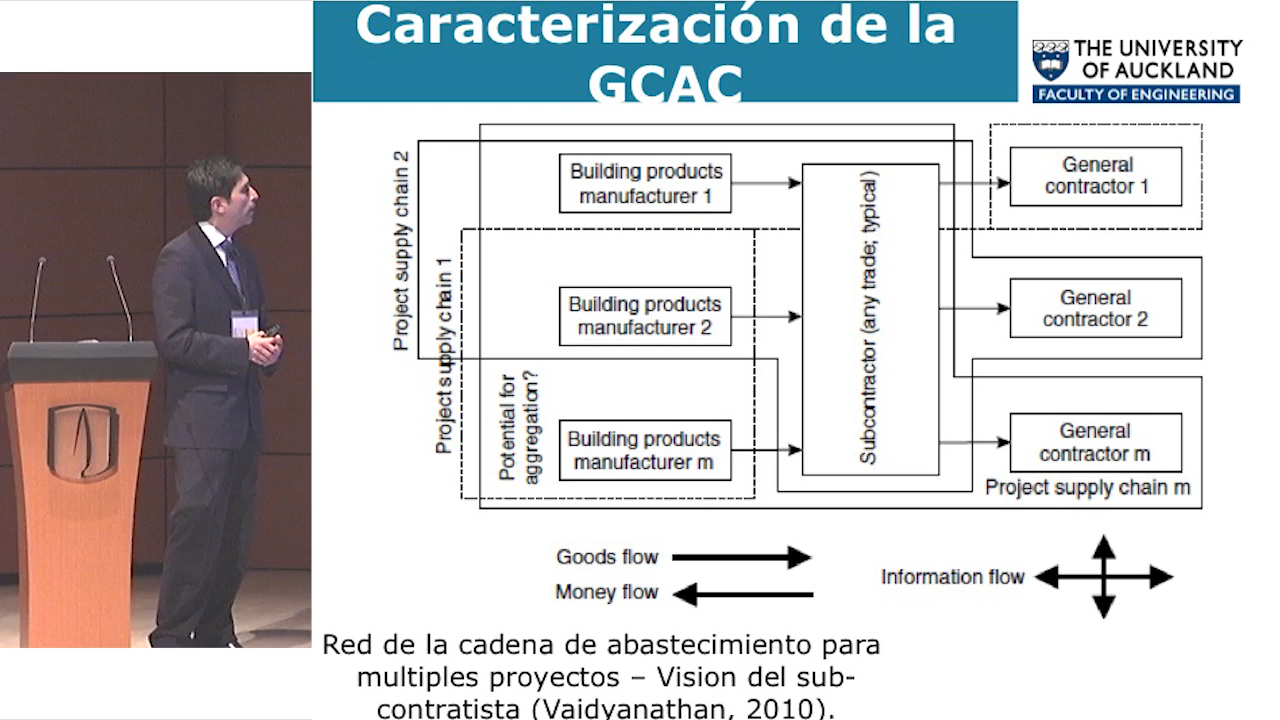 Caracterización de la
GCAC
THE UNIVERSITY
OF AUCKLAND
FACULTY OF ENGINEERING
Project supply chain 2
Project supply chain 1
Building products
manufacturer 1
Building products
manufacturer 2
Potential for
aggregation?
Building products
manufacturer m
Subcontractor (any trade; typical)
General
contractor 1
General
contractor 2
General
contractor m
Project supply chain m
Goods flow
Money flow
Information flow
Red de la cadena de abastecimiento para
multiples proyectos – Vision del sub-
contratista (Vaidyanathan, 2010).